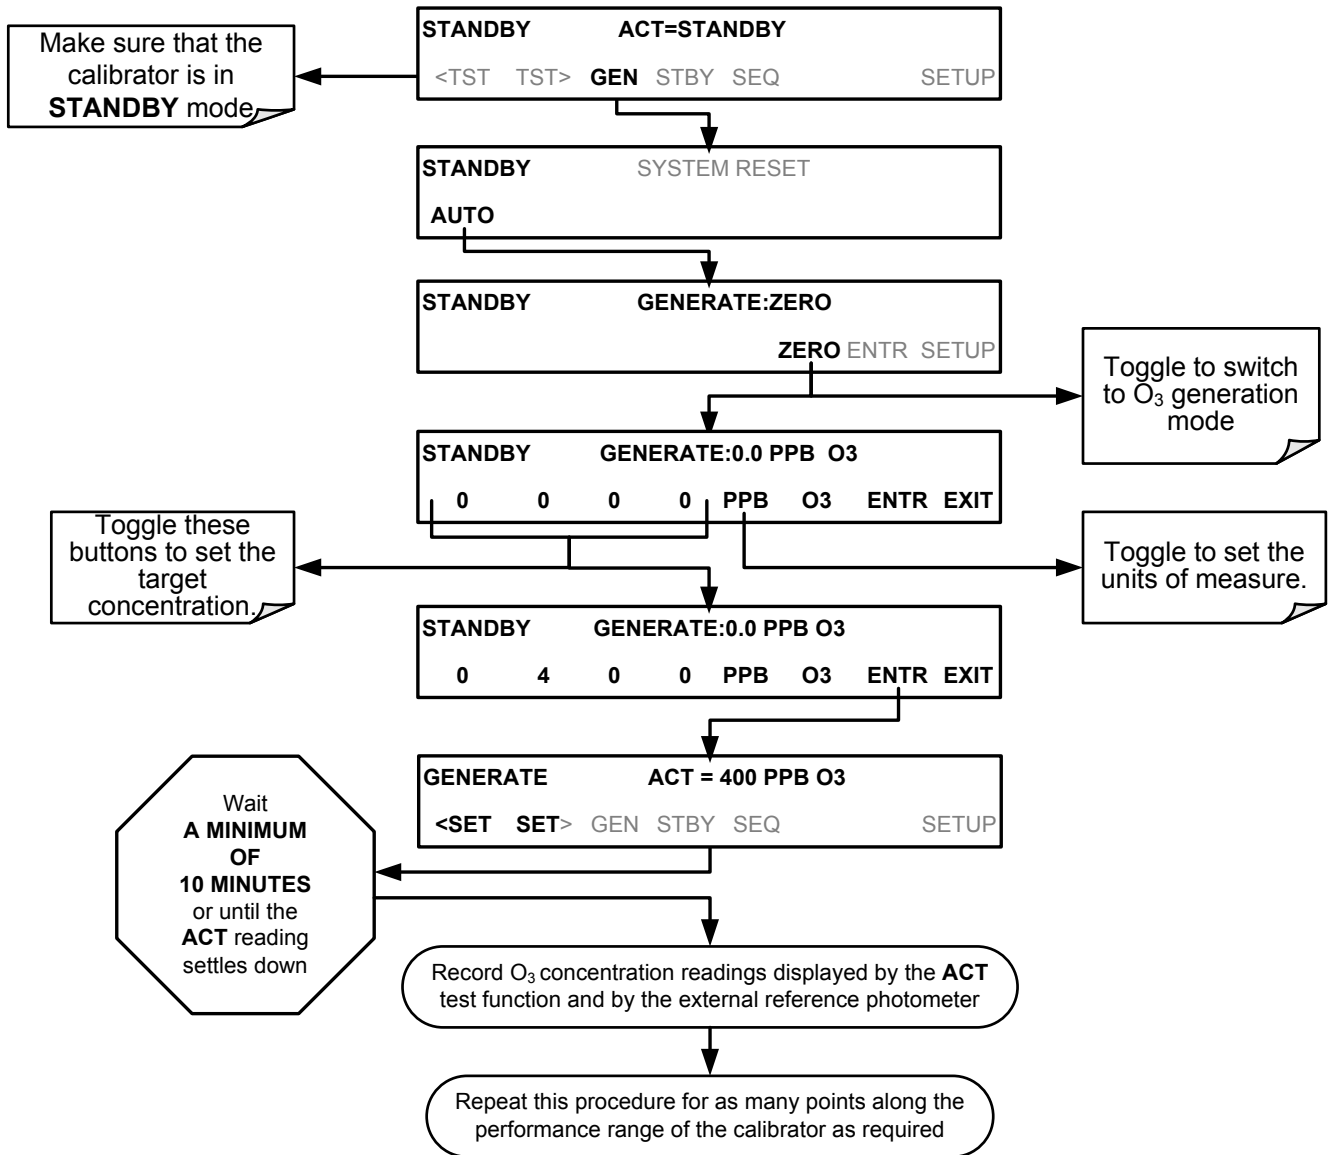 Make sure that the
calibrator is in
STANDBY mode
STANDBY ACT=STANDBY
<TST TST> GEN STBY SEQ SETUP
STANDBY SYSTEM RESET
AUTO
STANDBY GENERATE:ZERO
ZERO ENTR SETUP
Toggle to switch
to O₃ generation
mode
STANDBY GENERATE:0.0 PPB O3
0 0 0 0 PPB O3 ENTR EXIT
Toggle these
buttons to set the
target
concentration.
Toggle to set the
units of measure.
STANDBY GENERATE:0.0 PPB O3
0 4 0 0 PPB O3 ENTR EXIT
GENERATE ACT = 400 PPB O3
<SET SET> GEN STBY SEQ SETUP
Wait
A MINIMUM
OF
10 MINUTES
or until the
ACT reading
settles down
Record O₃ concentration readings displayed by the ACT
test function and by the external reference photometer
Repeat this procedure for as many points along the
performance range of the calibrator as required